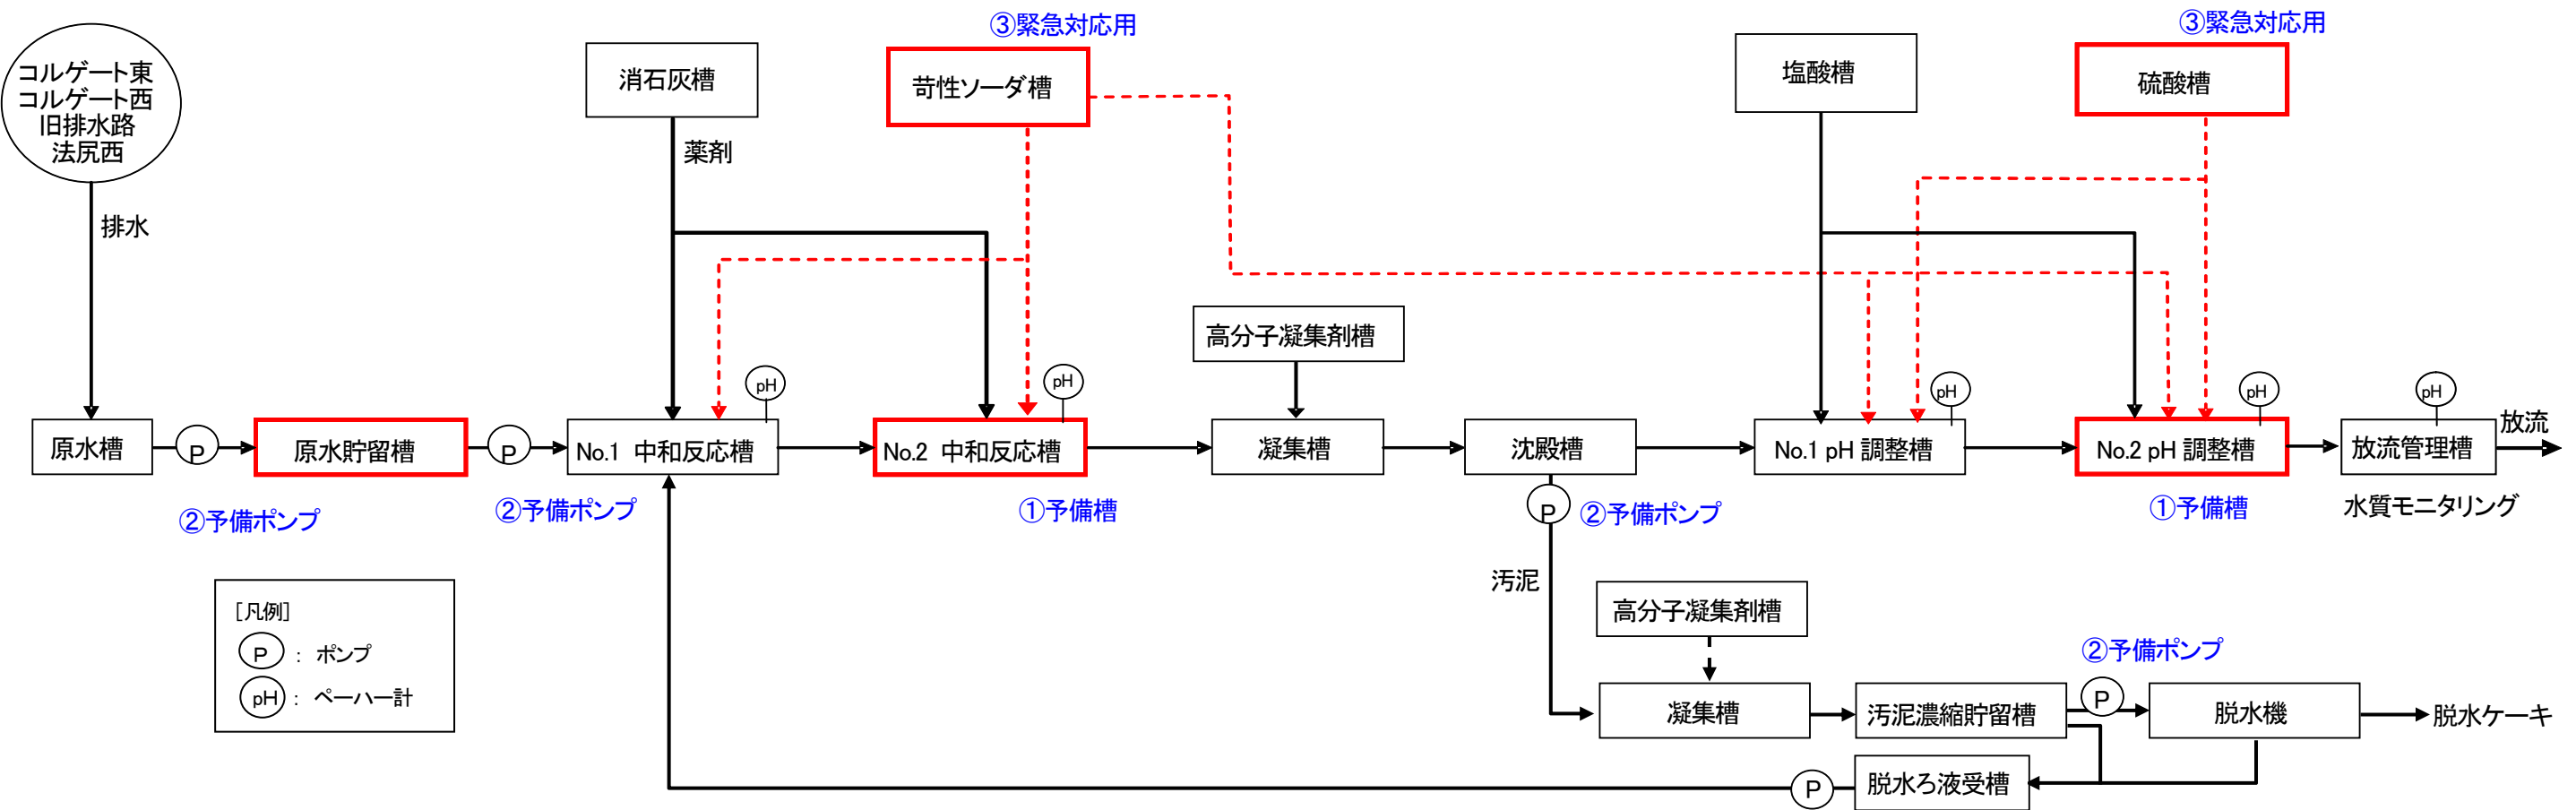 ③緊急対応用
③緊急対応用
コルゲート東
コルゲート西
旧排水路
法尻西
消石灰槽
苛性ソーダ槽
塩酸槽
硫酸槽
薬剤
排水
高分子凝集剤槽
pH
pH
pH
pH
pH
原水槽
P
原水貯留槽
P
No.1 中和反応槽
No.2 中和反応槽
凝集槽
沈殿槽
No.1 pH 調整槽
No.2 pH 調整槽
放流管理槽
放流
②予備ポンプ
②予備ポンプ
①予備槽
P
②予備ポンプ
①予備槽
水質モニタリング
汚泥
[凡例]
P : ポンプ
pH : ペーハー計
高分子凝集剤槽
②予備ポンプ
凝集槽
汚泥濃縮貯留槽
P
脱水機
脱水ケーキ
P
脱水ろ液受槽